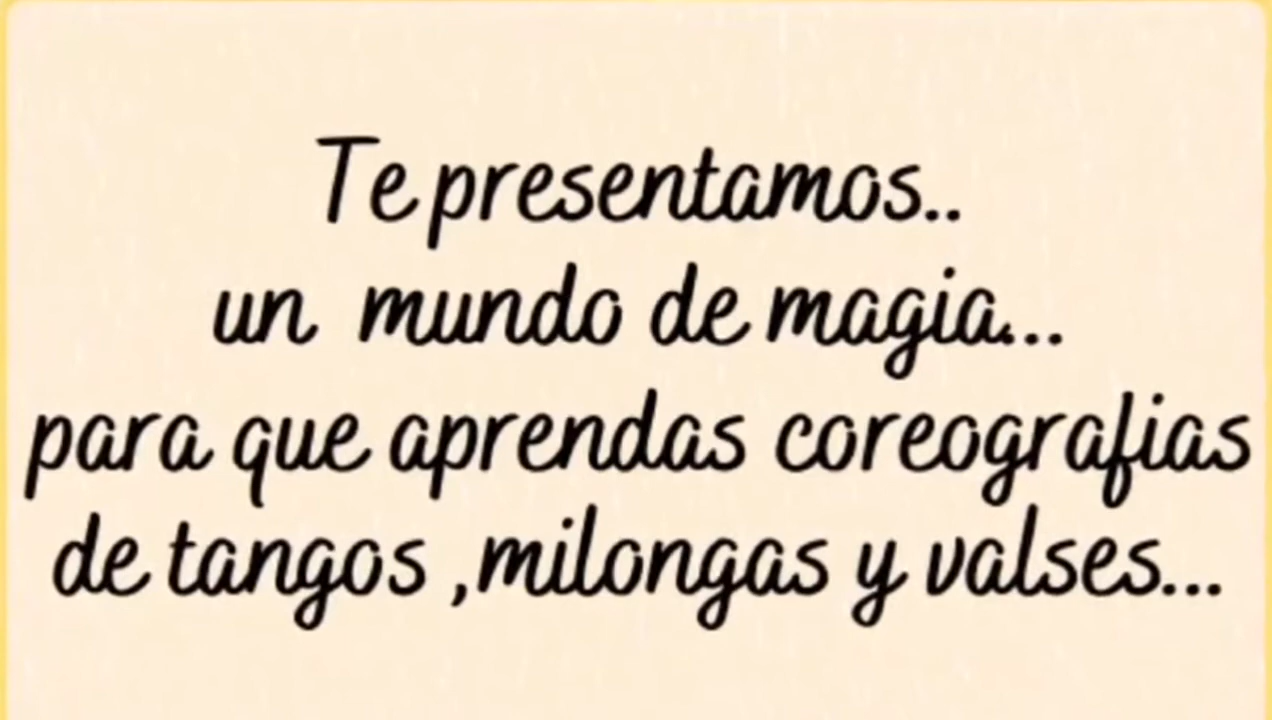 Te presentamos..
un mundo de magia...
para que aprendas coreografias
de tangos ,milongas y valses...